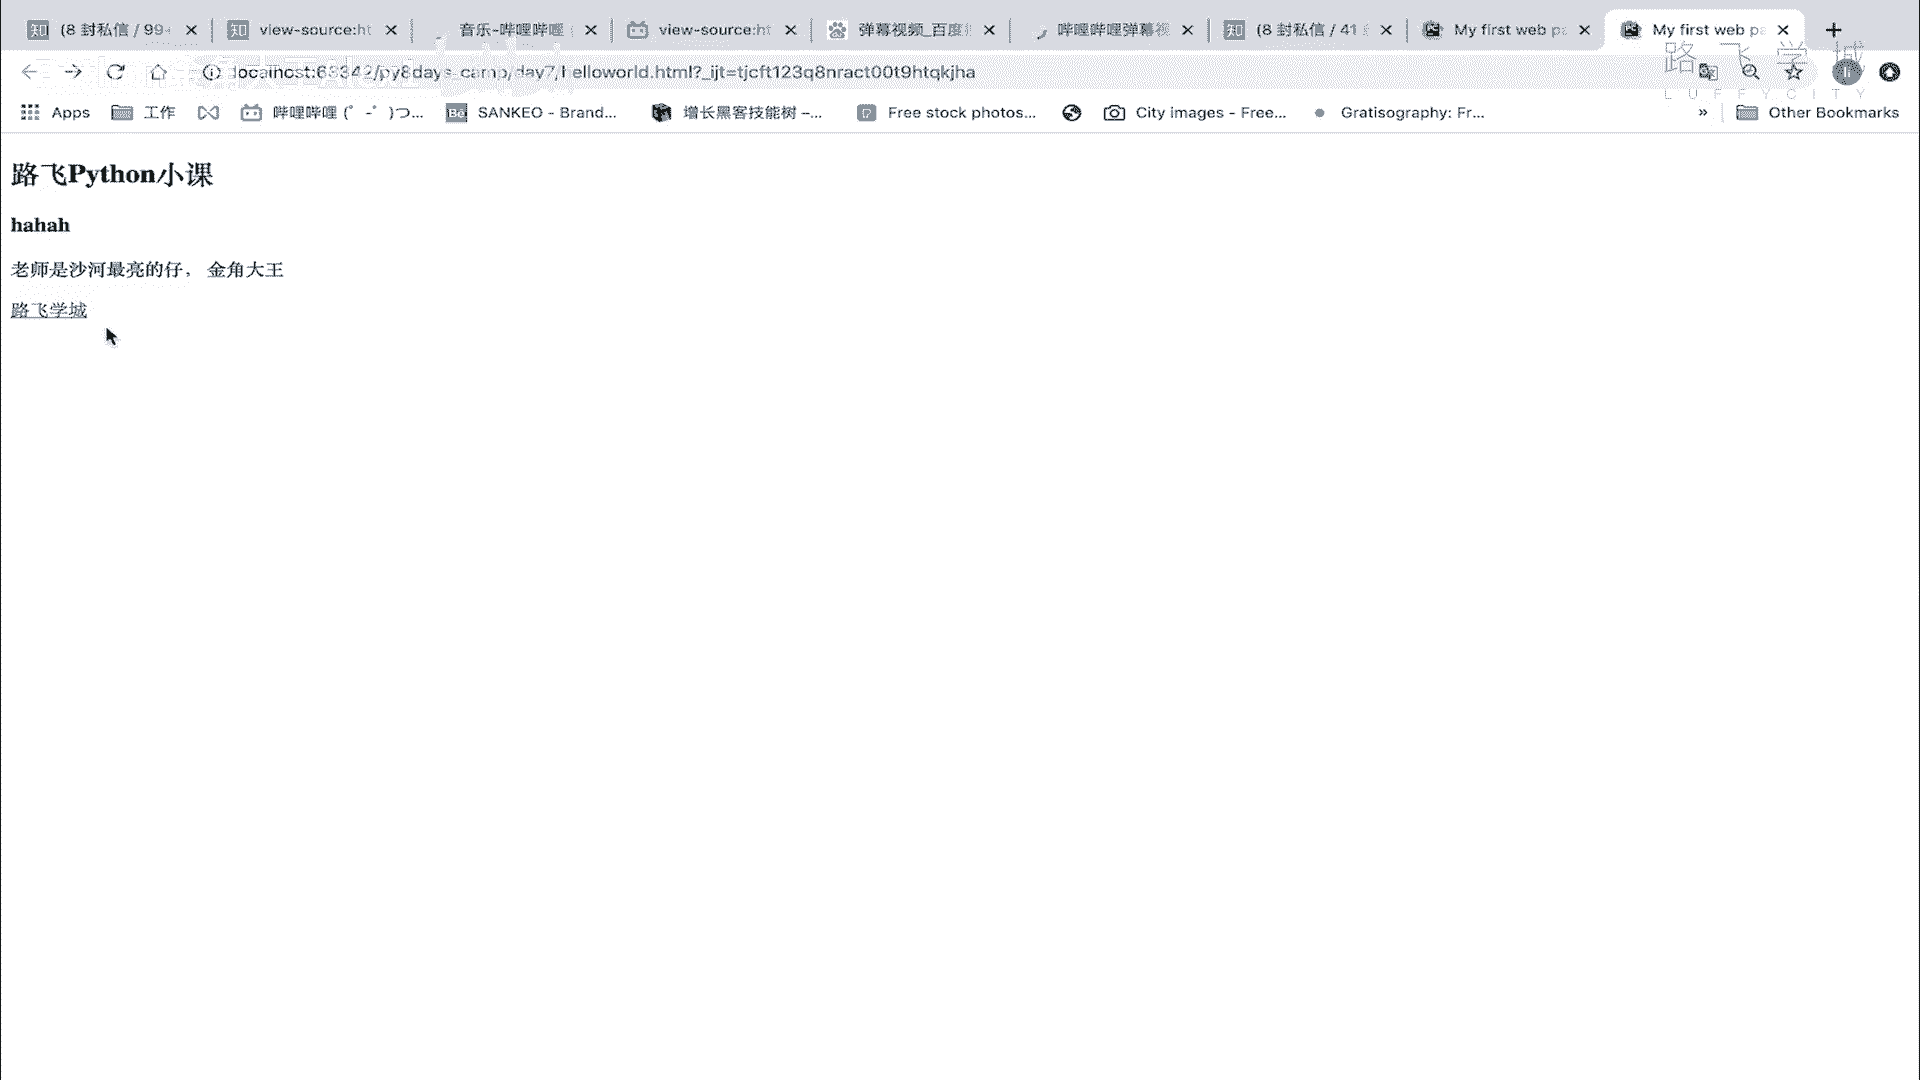 (8 封私信 / 99+
view-source:ht
音乐-哔哩哔哩
view-source:ht
弹幕视频_百度
哔哩哔哩弹幕视
(8 封私信 / 41
My first web pa
My first web pa
路飞学城
LUFFYCITY
localhost:63342/py8days-camp/day7/helloworld.html?_ijt=tjcft123q8nract00t9htqkjha
Apps
工作
哔哩哔哩 (゜-゜)つ...
SANKEO - Brand...
增长黑客技能树 –...
Free stock photos...
City images - Free...
Gratisography: Fr...
»
Other Bookmarks
路飞Python小课
hahah
老师是沙河最亮的仔， 金角大王
路飞学城